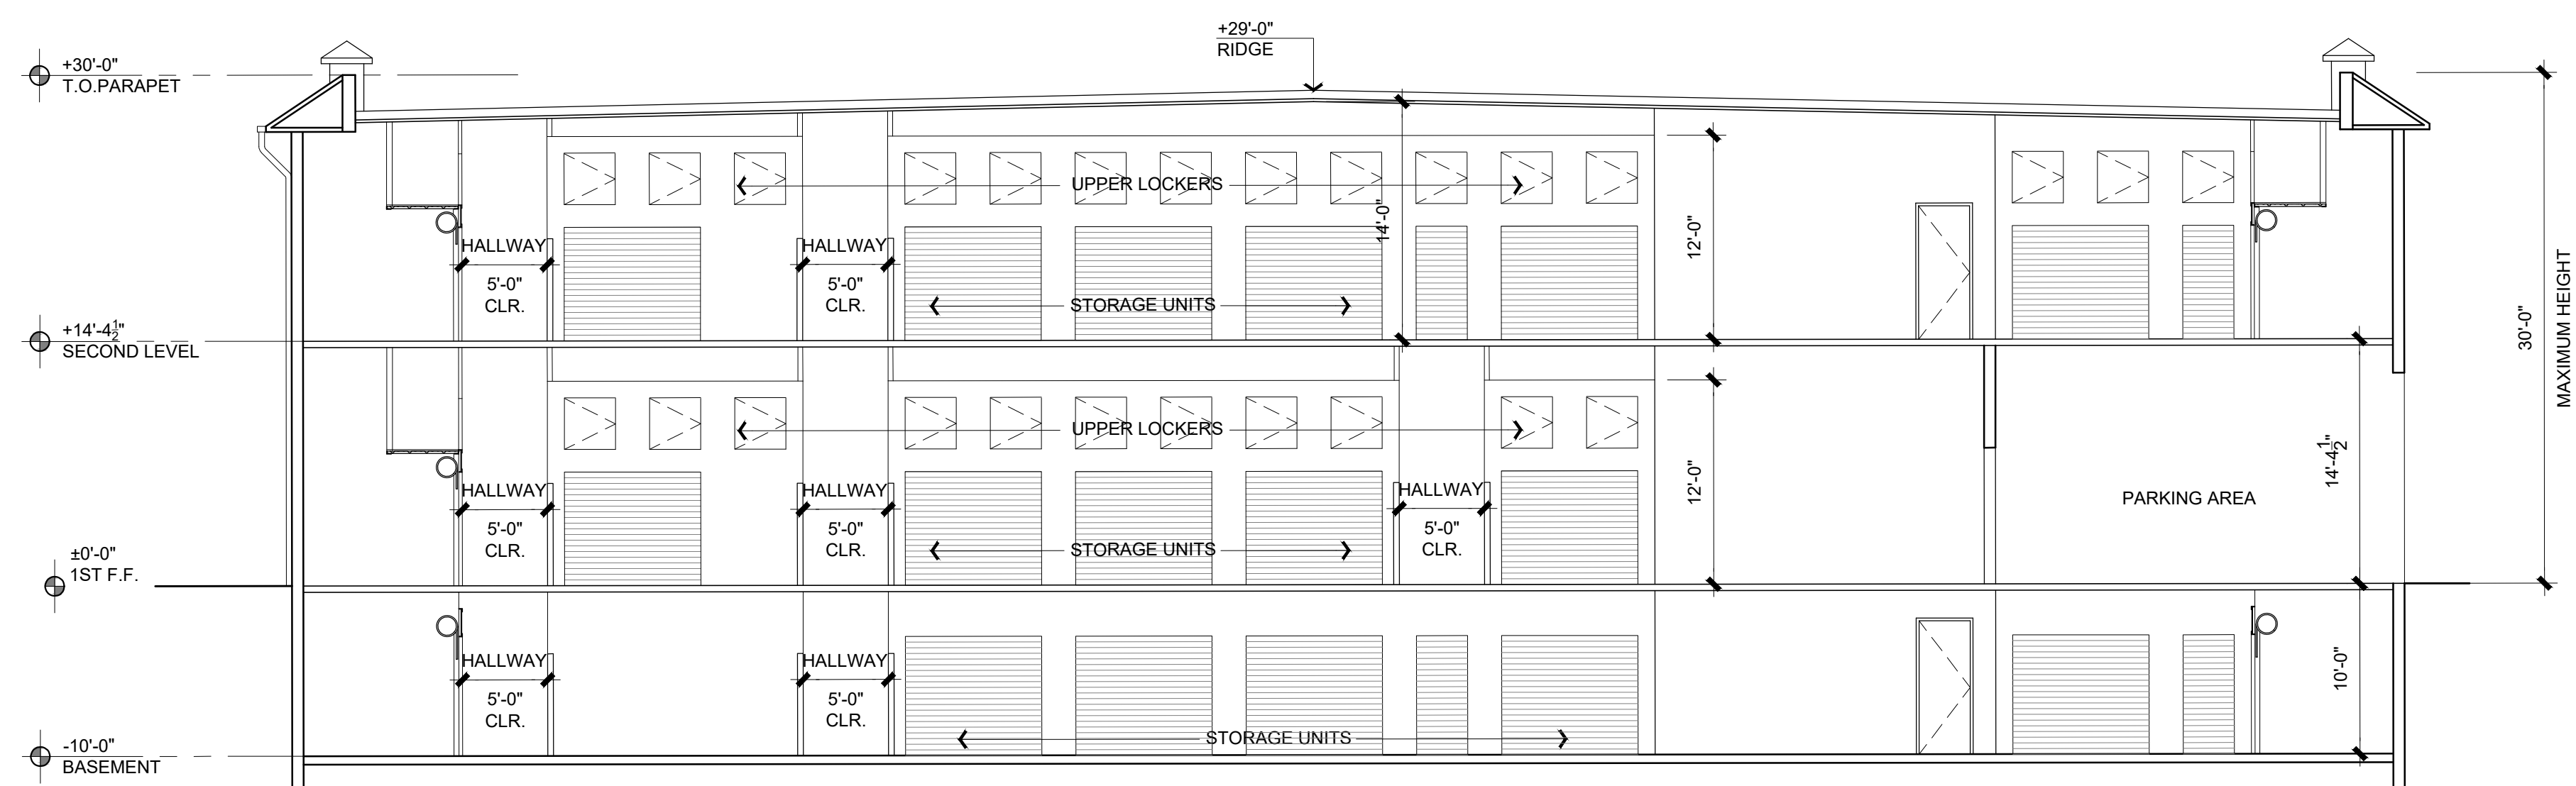 +29'-0"
RIDGE
+30'-0"
T.O.PARAPET
UPPER LOCKERS
14'-0"
12'-0"
HALLWAY
5'-0"
CLR.
HALLWAY
5'-0"
CLR.
STORAGE UNITS
+14'-4½"
SECOND LEVEL
30'-0"
MAXIMUM HEIGHT
UPPER LOCKERS
12'-0"
14'-4½"
HALLWAY
5'-0"
CLR.
HALLWAY
5'-0"
CLR.
HALLWAY
5'-0"
CLR.
PARKING AREA
STORAGE UNITS
±0'-0"
1ST F.F.
HALLWAY
5'-0"
CLR.
HALLWAY
5'-0"
CLR.
10'-0"
STORAGE UNITS
-10'-0"
BASEMENT